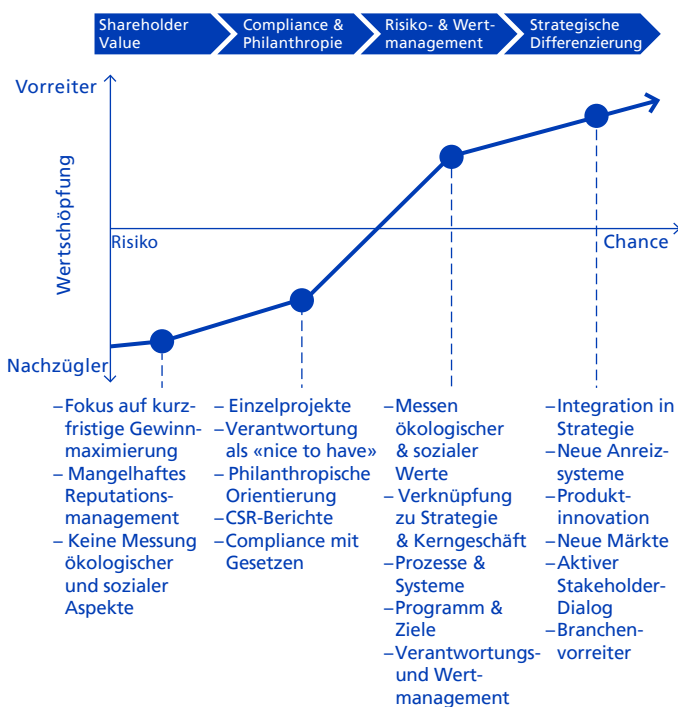 Shareholder
Value
Compliance &
Philanthropie
Risiko- & Wert-
management
Strategische
Differenzierung
Vorreiter
Wertschöpfung
Risiko
Chance
Nachzügler
–Fokus auf kurz-
fristige Gewinn-
maximierung
– Mangelhaftes
Reputations-
management
– Keine Messung
ökologischer
und sozialer
Aspekte
– Einzelprojekte
–Verantwortung
als «nice to have»
– Philanthropische
Orientierung
–CSR-Berichte
–Compliance mit
Gesetzen
–Messen
ökologischer
& sozialer
Werte
– Verknüpfung
zu Strategie
& Kerngeschäft
–Prozesse &
Systeme
–Programm &
Ziele
–Verantwortungs-
und Wert-
management
–Integration in
Strategie
–Neue Anreiz-
systeme
–Produkt-
innovation
–Neue Märkte
–Aktiver
Stakeholder-
Dialog
–Branchen-
vorreiter